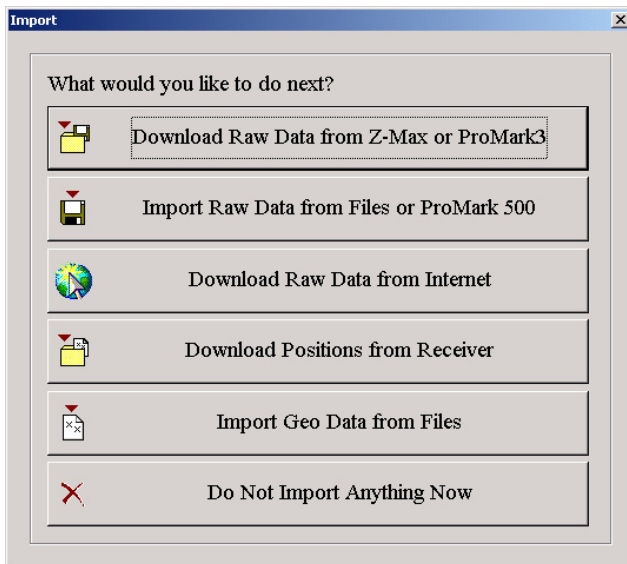 Import
What would you like to do next?
Download Raw Data from Z-Max or ProMark3
Import Raw Data from Files or ProMark 500
Download Raw Data from Internet
Download Positions from Receiver
Import Geo Data from Files
Do Not Import Anything Now